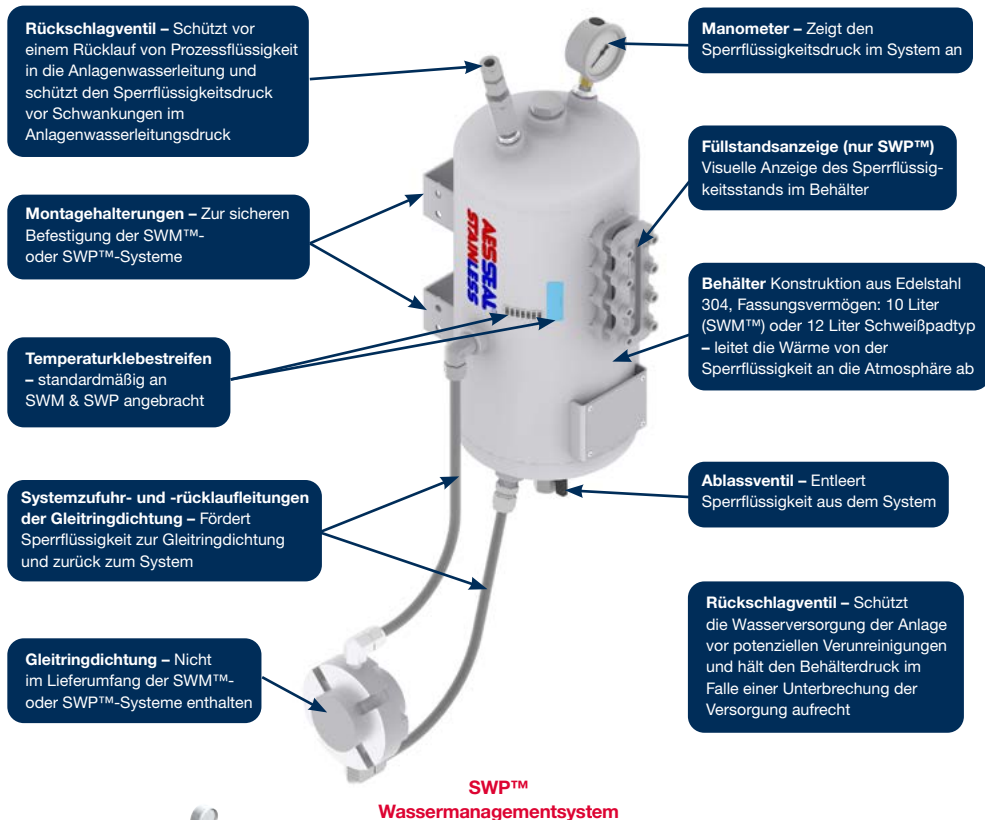 Rückschlagventil – Schützt vor
einem Rücklauf von Prozessflüssigkeit
in die Anlagenwasserleitung und
schützt den Sperrflüssigkeitsdruck
vor Schwankungen im
Anlagenwasserleitungsdruck
Montagehalterungen – Zur sicheren
Befestigung der SWM™-
oder SWP™-Systeme
Temperaturklebestreifen
– standardmäßig an
SWM & SWP angebracht
Systemzufuhr- und -rücklaufleitungen
der Gleitringdichtung – Fördert
Sperrflüssigkeit zur Gleitringdichtung
und zurück zum System
Gleitringdichtung – Nicht
im Lieferumfang der SWM™-
oder SWP™-Systeme enthalten
AESSEAL
STAINLESS
Manometer – Zeigt den
Sperrflüssigkeitsdruck im System an
Füllstandsanzeige (nur SWP™)
Visuelle Anzeige des Sperrflüssig-
keitsstands im Behälter
Behälter Konstruktion aus Edelstahl
304, Fassungsvermögen: 10 Liter
(SWM™) oder 12 Liter Schweißpadtyp
– leitet die Wärme von der
Sperrflüssigkeit an die Atmosphäre ab
Ablassventil – Entleert
Sperrflüssigkeit aus dem System
Rückschlagventil – Schützt
die Wasserversorgung der Anlage
vor potenziellen Verunreinigungen
und hält den Behälterdruck im
Falle einer Unterbrechung der
Versorgung aufrecht
SWP™
Wassermanagementsystem